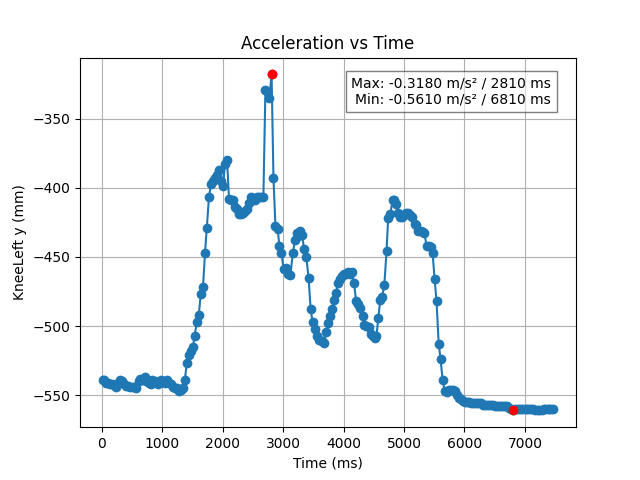 Acceleration vs Time
Max: -0.3180 m/s² / 2810 ms
Min: -0.5610 m/s² / 6810 ms
KneeLeft y (mm)
−350
−400
−450
−500
−550
0 1000 2000 3000 4000 5000 6000 7000
Time (ms)